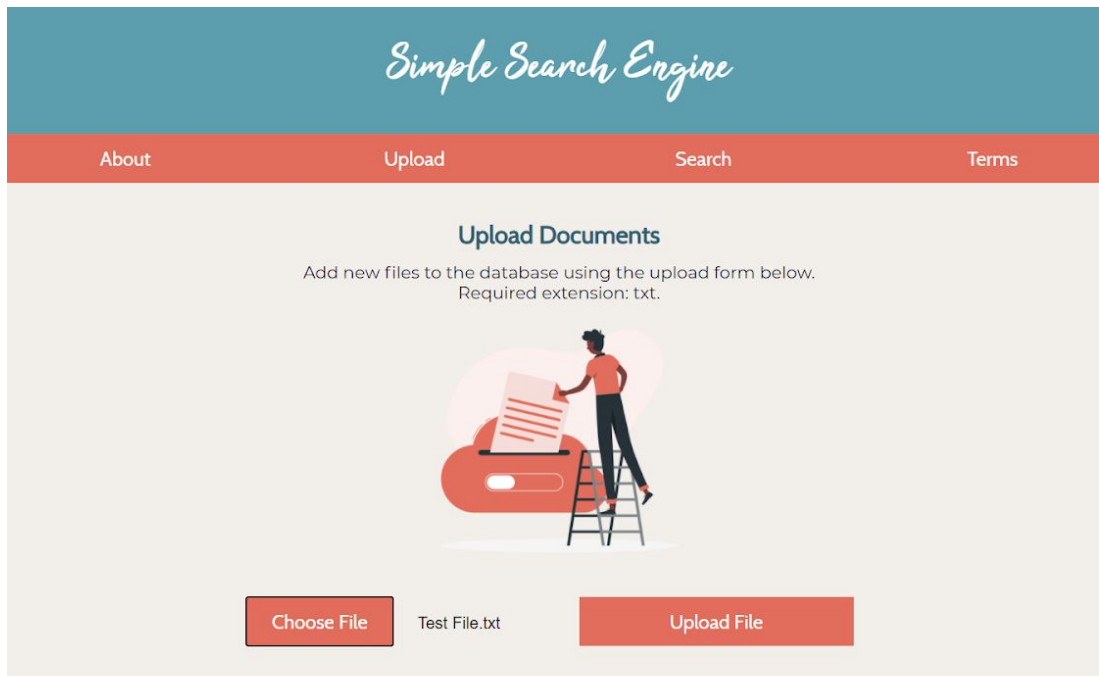 Simple Search Engine
About Upload Search Terms
Upload Documents
Add new files to the database using the upload form below.
Required extension: txt.
Choose File Test File.txt Upload File